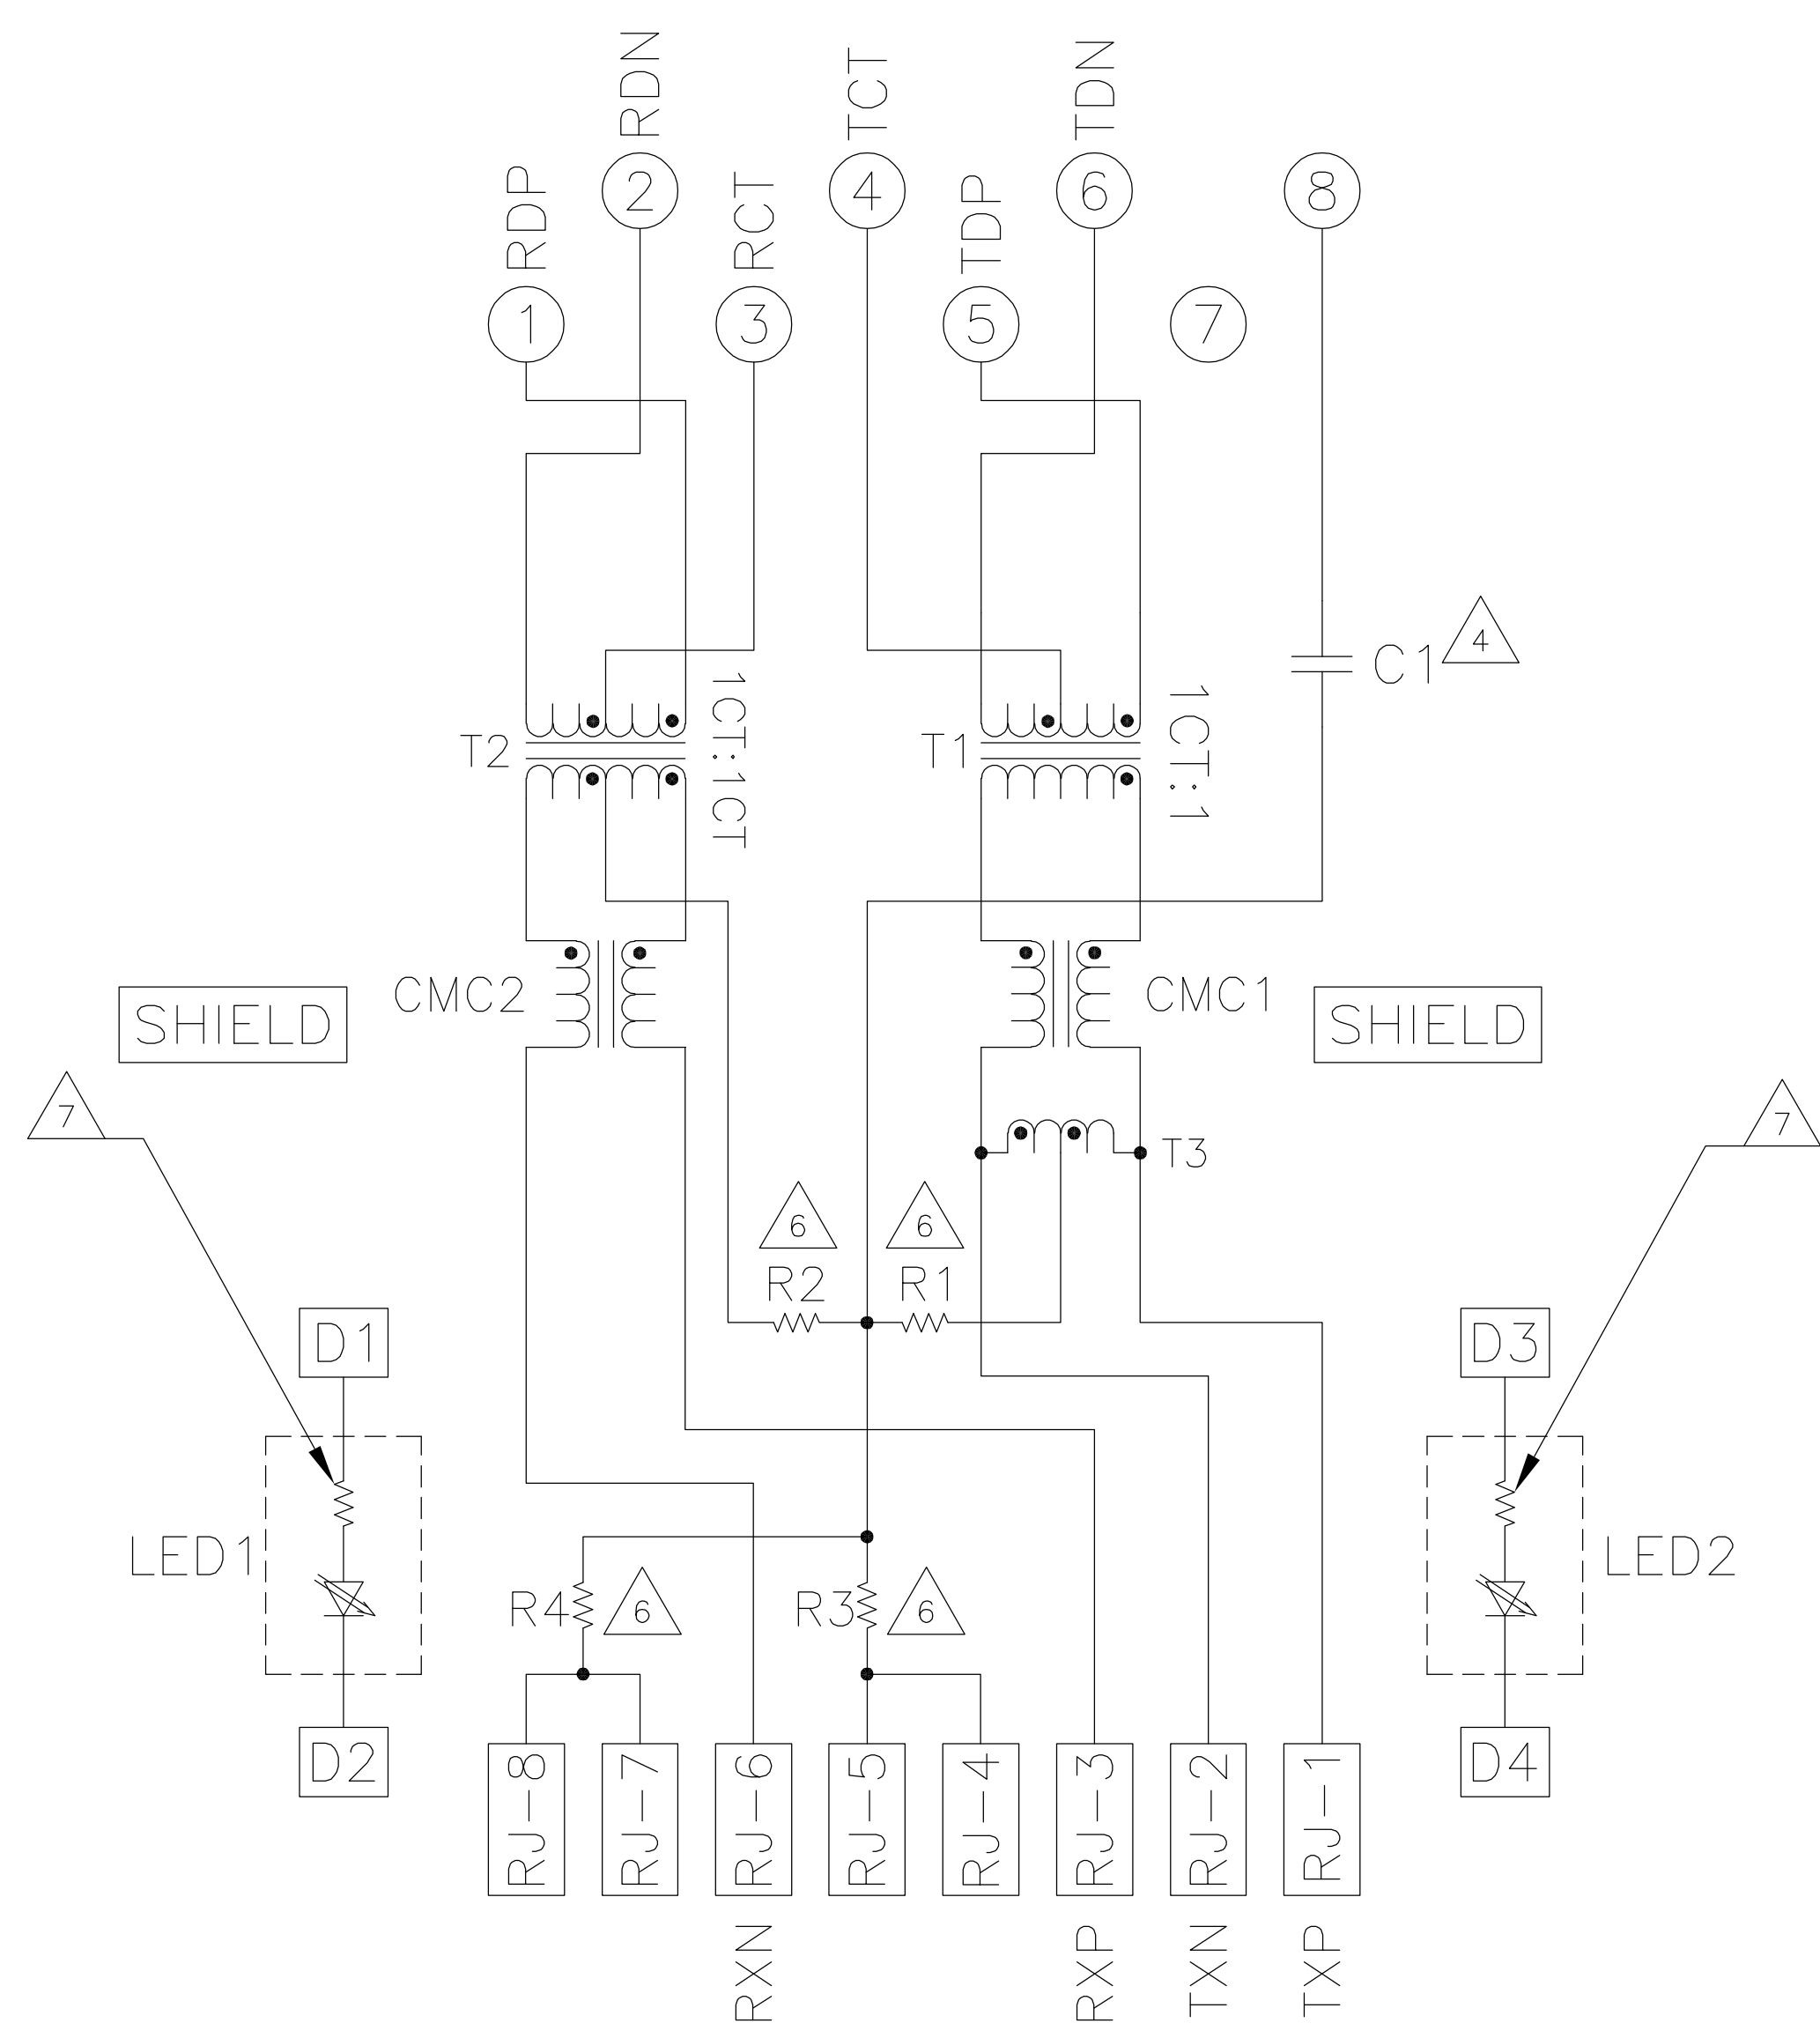 RDN
TCT
TDN
RDP
2
RCT
4
TDP
6
8
1
3
5
7
4
C1
T2
1CT:1CT
T1
1CT:1
CMC2
CMC1
SHIELD
SHIELD
7
7
T3
6
6
R2
R1
D1
D3
LED1
LED2
R4
6
R3
6
D2
D4
RJ-8
RJ-7
RJ-6
RJ-5
RJ-4
RJ-3
RJ-2
RJ-1
RXN
RXP
TXN
TXP